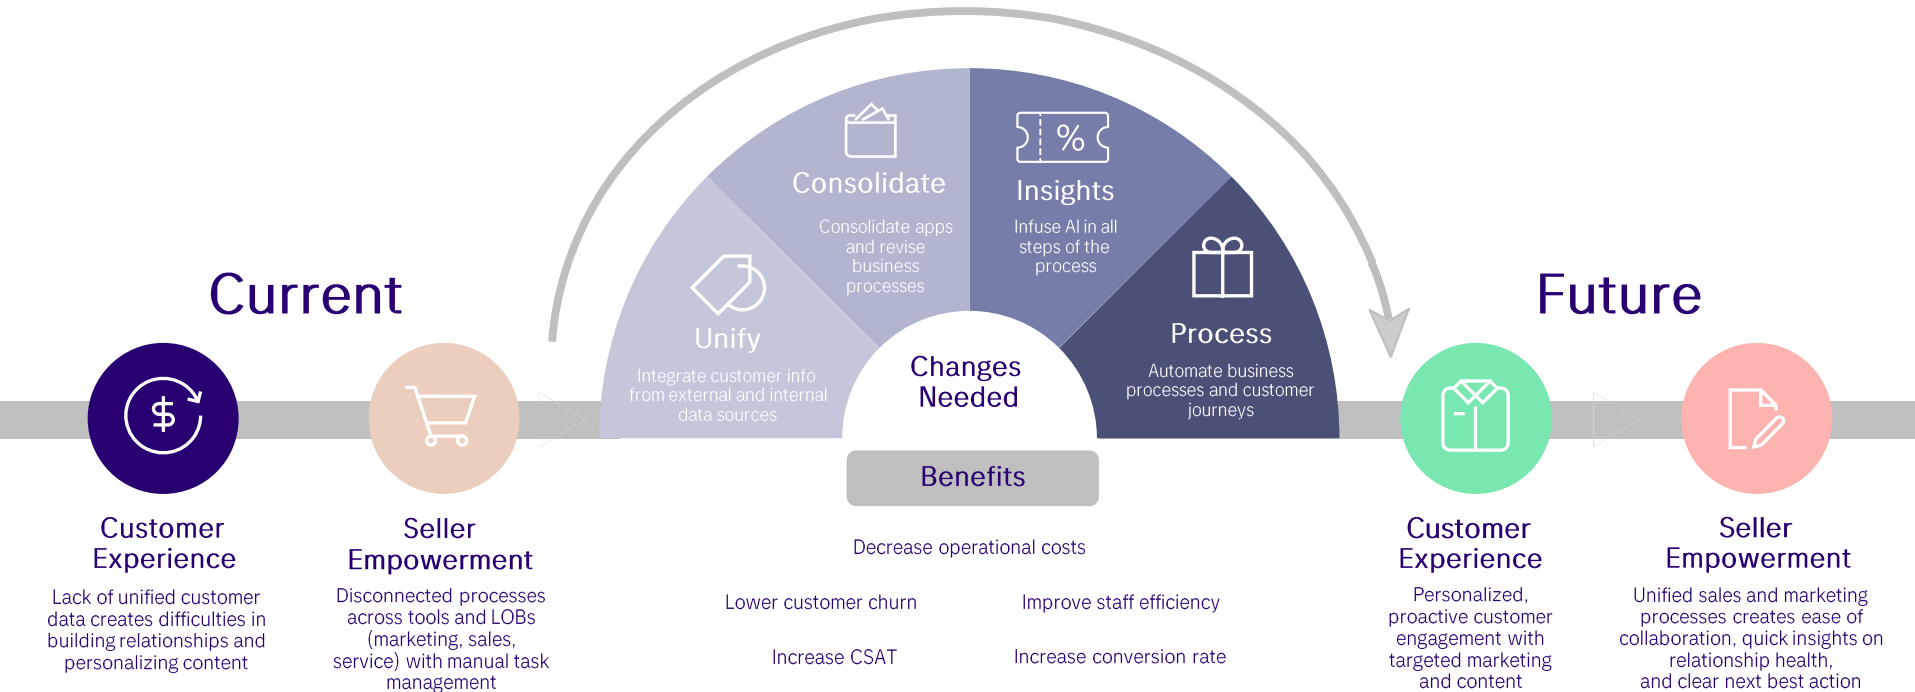 Current
$
Customer
Experience
Lack of unified customer
data creates difficulties in
building relationships and
personalizing content
Seller
Empowerment
Disconnected processes
across tools and LOBs
(marketing, sales,
service) with manual task
management
Unify
Integrate customer info
from external and internal
data sources
Consolidate
Consolidate apps
and revise
business
processes
%
Insights
Infuse AI in all
steps of the
process
Process
Automate business
processes and customer
journeys
Changes
Needed
Benefits
Decrease operational costs
Lower customer churn
Improve staff efficiency
Increase CSAT
Increase conversion rate
Future
Customer
Experience
Personalized,
proactive customer
engagement with
targeted marketing
and content
Seller
Empowerment
Unified sales and marketing
processes creates ease of
collaboration, quick insights on
relationship health,
and clear next best action